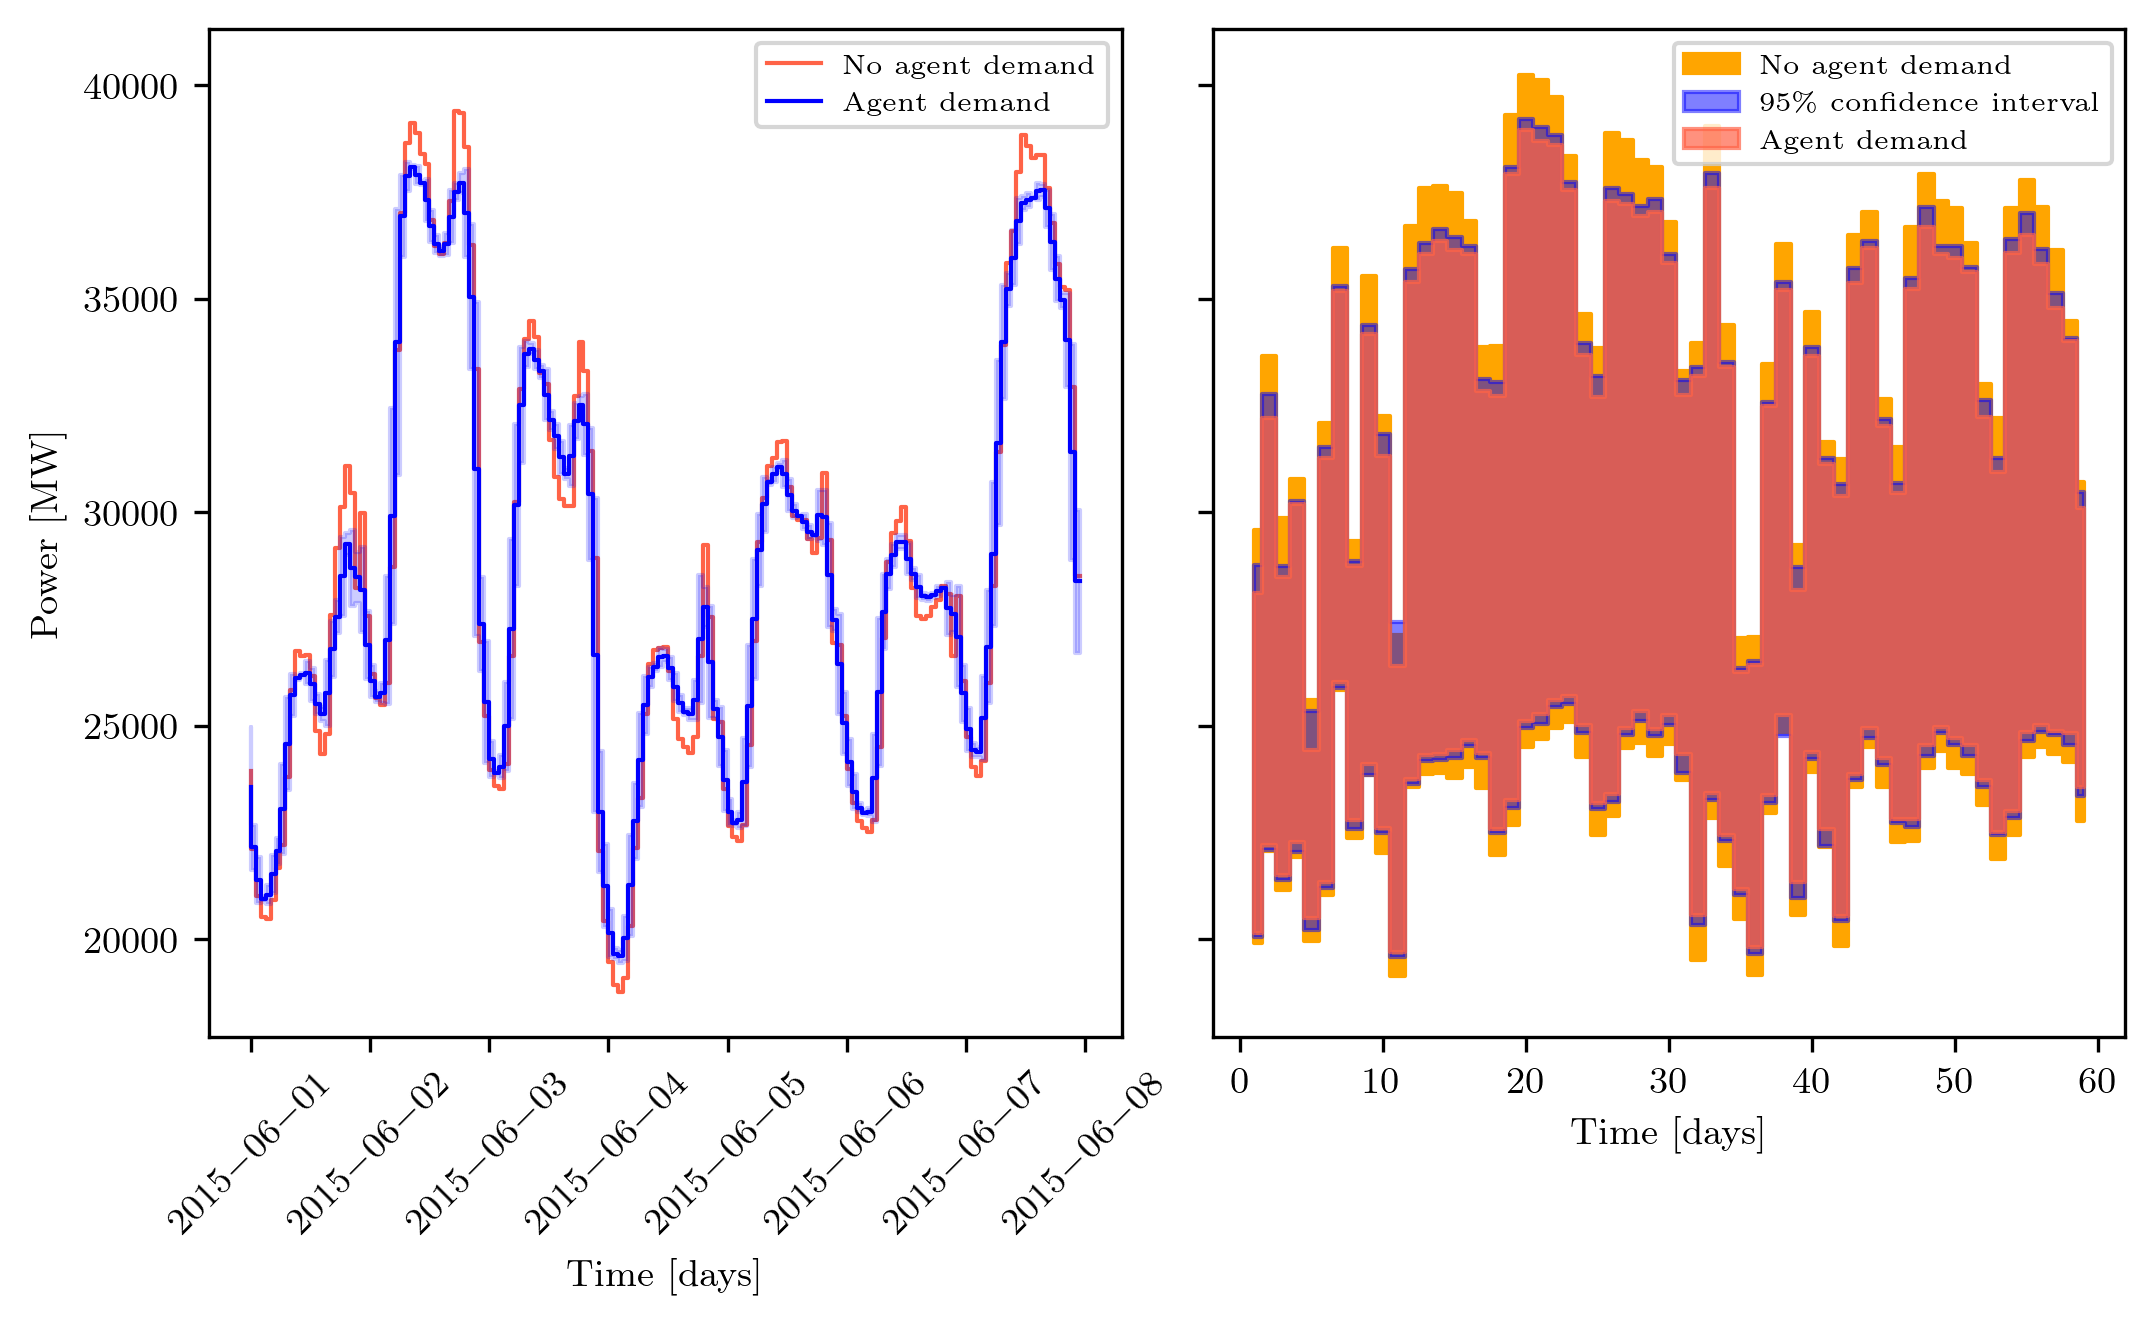 No agent demand
Agent demand
Power [MW]
40000
35000
30000
25000
20000
2015−06−01
2015−06−02
2015−06−03
2015−06−04
2015−06−05
2015−06−06
2015−06−07
2015−06−08
Time [days]
No agent demand
95% confidence interval
Agent demand
0
10
20
30
40
50
60
Time [days]